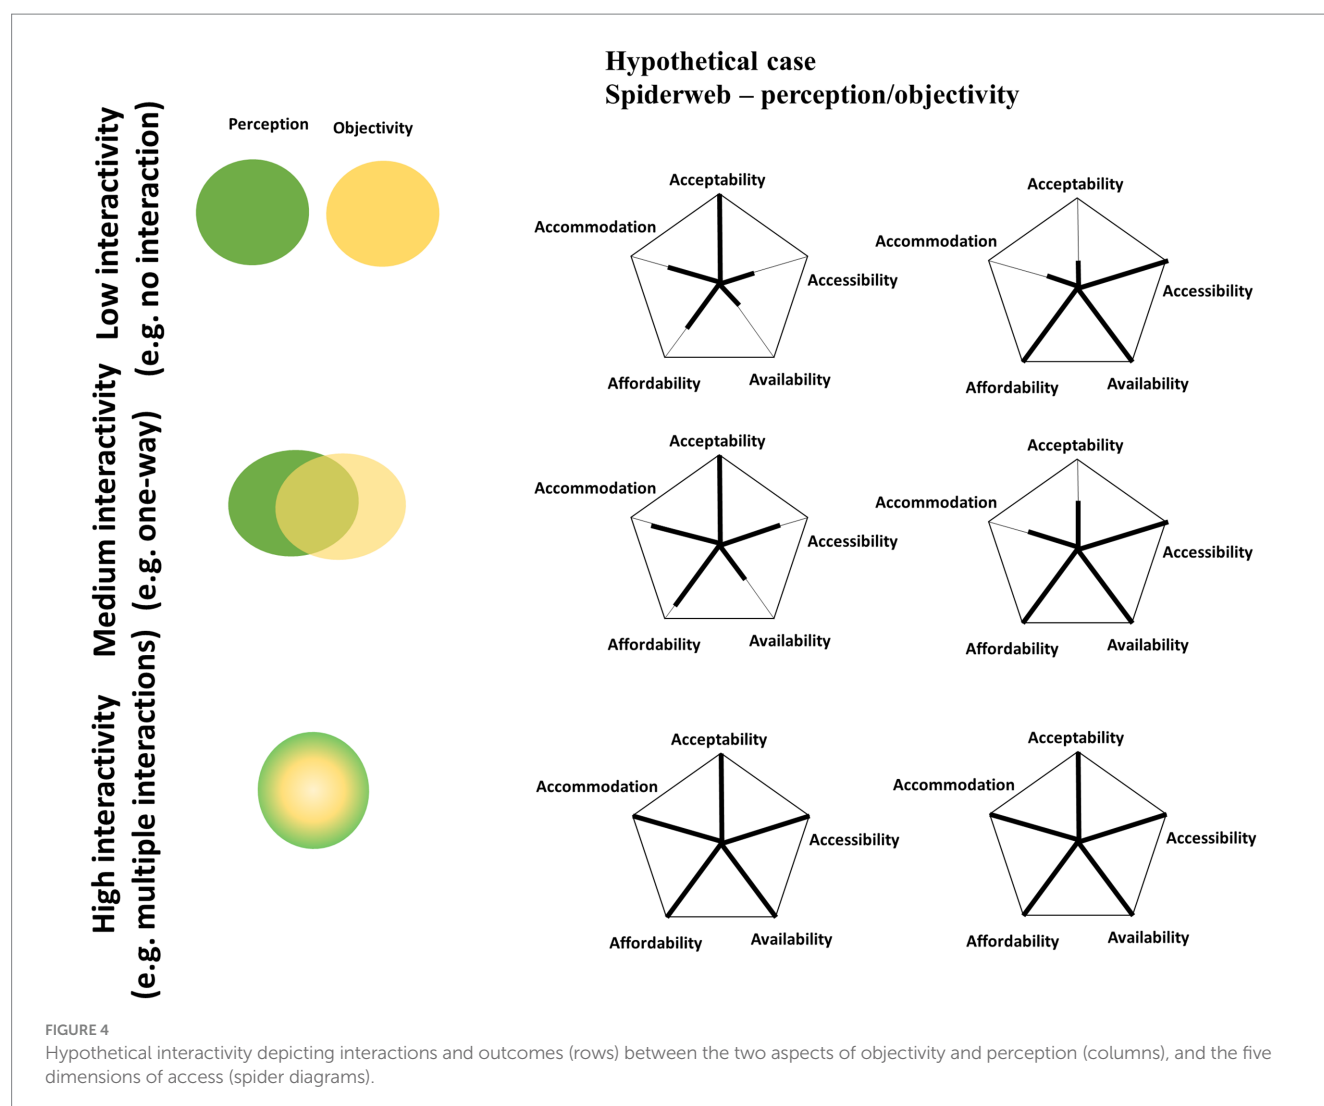 Hypothetical case
Spiderweb – perception/objectivity
Low interactivity
(e.g. no interaction)
Perception
Objectivity
Acceptability
Accommodation
Accessibility
Affordability
Availability
Acceptability
Accommodation
Accessibility
Affordability
Availability
Medium interactivity
(e.g. one-way)
Acceptability
Accommodation
Accessibility
Affordability
Availability
Acceptability
Accommodation
Accessibility
Affordability
Availability
High interactivity
(e.g. multiple interactions)
Acceptability
Accommodation
Accessibility
Affordability
Availability
Acceptability
Accommodation
Accessibility
Affordability
Availability
FIGURE 4
Hypothetical interactivity depicting interactions and outcomes (rows) between the two aspects of objectivity and perception (columns), and the five
dimensions of access (spider diagrams).